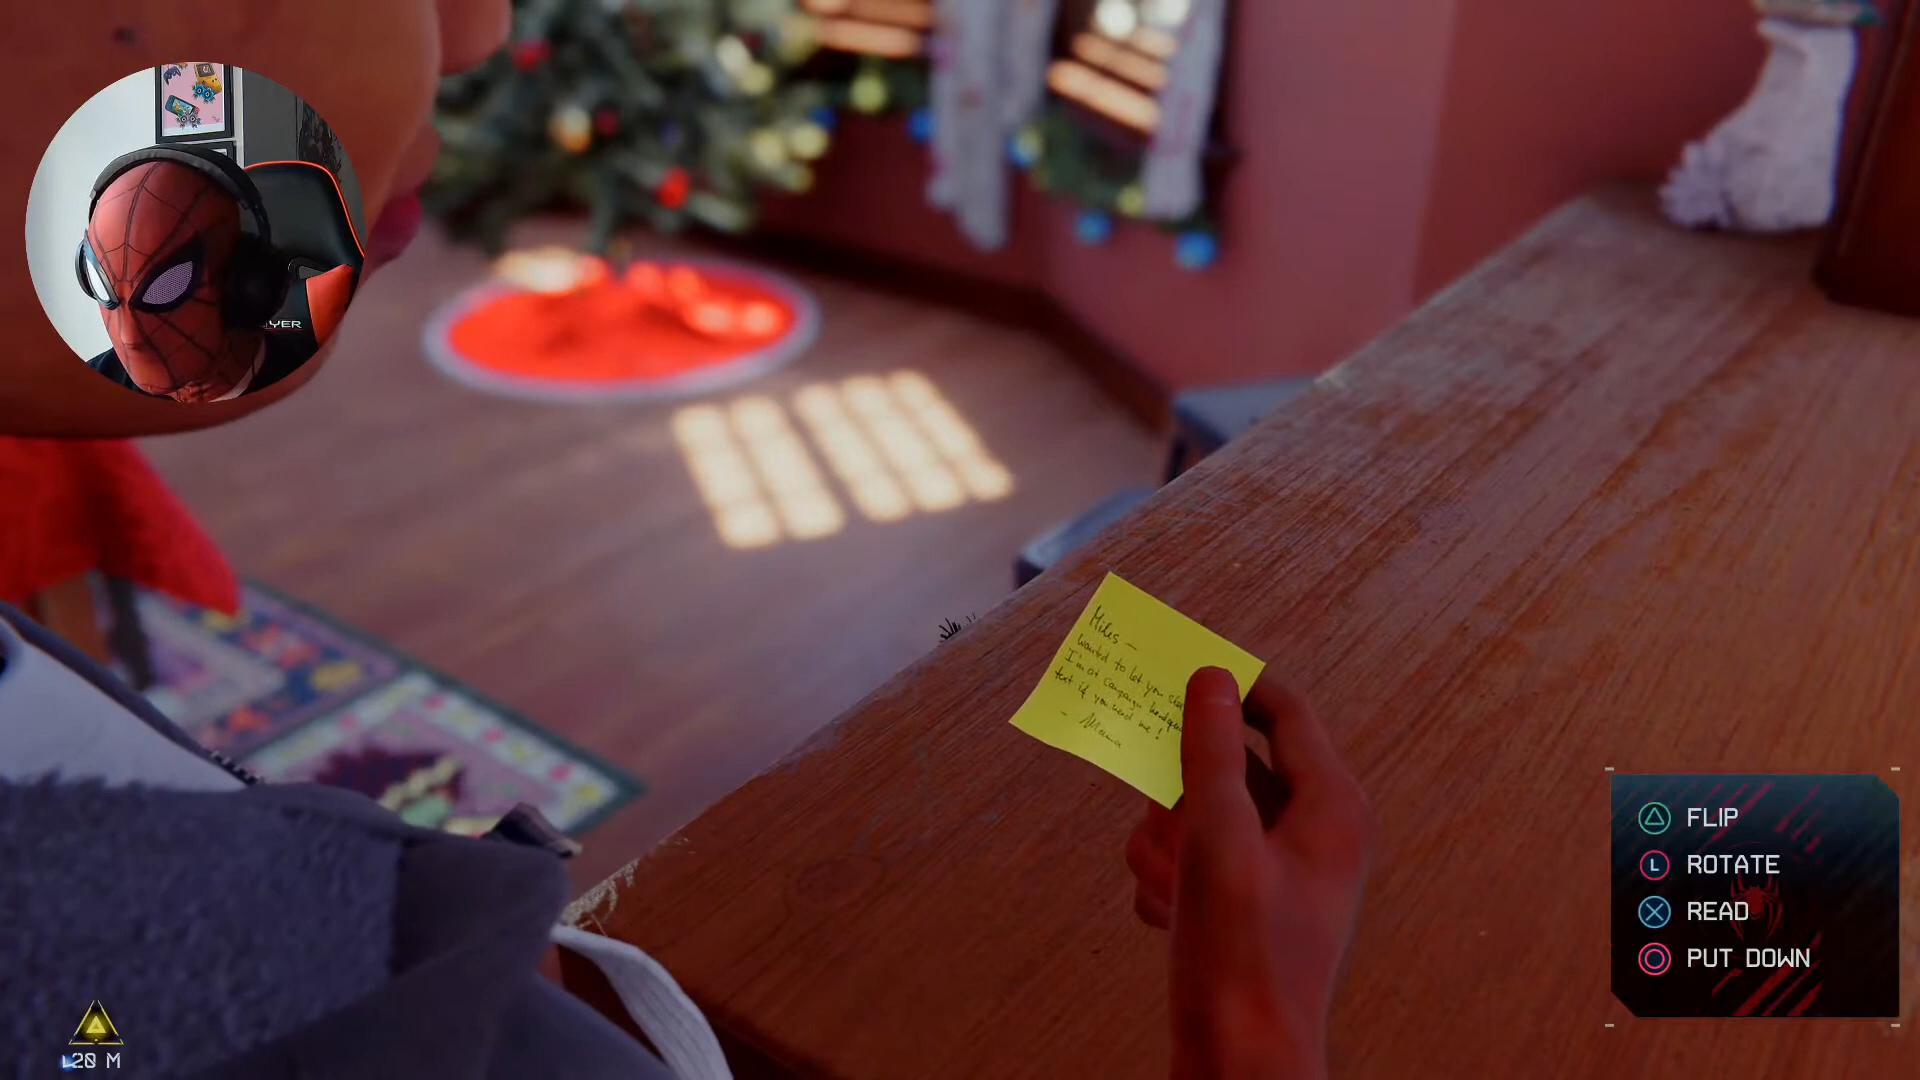 YER
Miles –
wanted to let you
I'm at campaign
text if you need me!
- Mama
FLIP
L ROTATE
READ
PUT DOWN
20 M